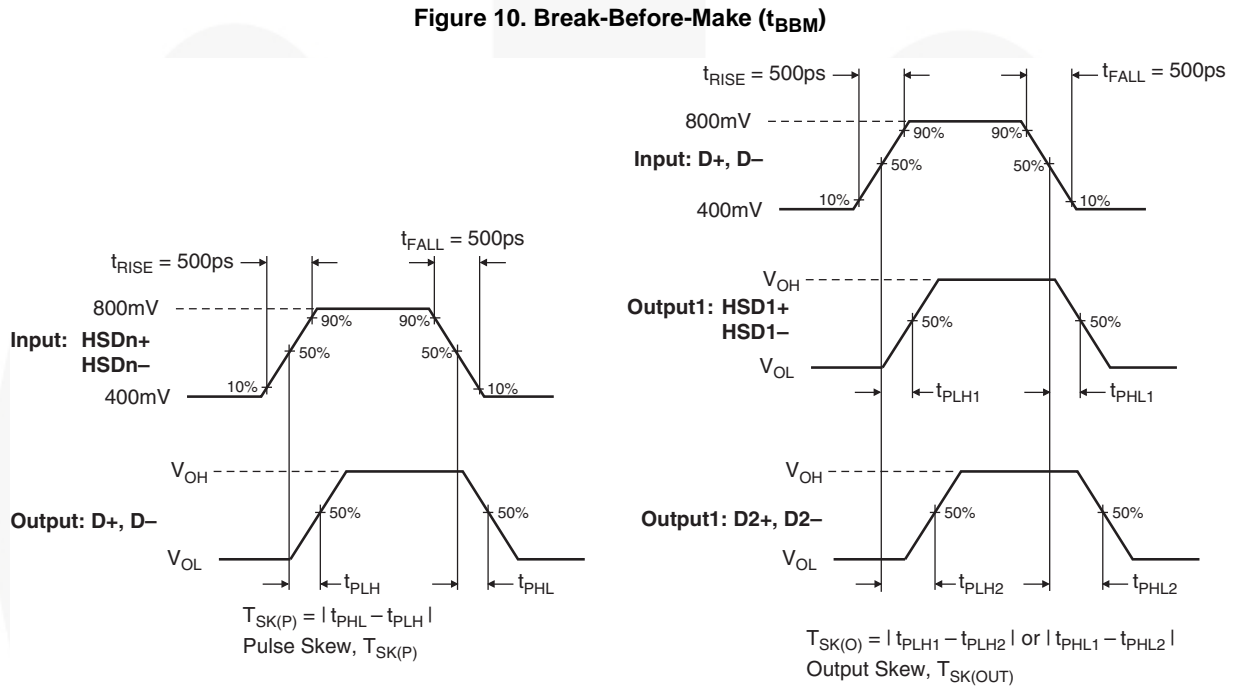 Figure 10. Break-Before-Make (tBBM)
tRISE = 500ps
tFALL = 500ps
800mV
90%
90%
Input: HSDn+
HSDn–
50%
50%
10%
10%
400mV
VOH
Output: D+, D–
50%
50%
VOL
tPLH
tPHL
TSK(P) = | tPHL – tPLH |
Pulse Skew, TSK(P)
tRISE = 500ps
tFALL = 500ps
800mV
90%
90%
Input: D+, D–
50%
50%
10%
10%
400mV
VOH
Output1: HSD1+
HSD1–
50%
50%
VOL
tPLH1
tPHL1
VOH
Output1: D2+, D2–
50%
50%
VOL
tPLH2
tPHL2
TSK(O) = | tPLH1 – tPLH2 | or | tPHL1 – tPHL2 |
Output Skew, TSK(OUT)